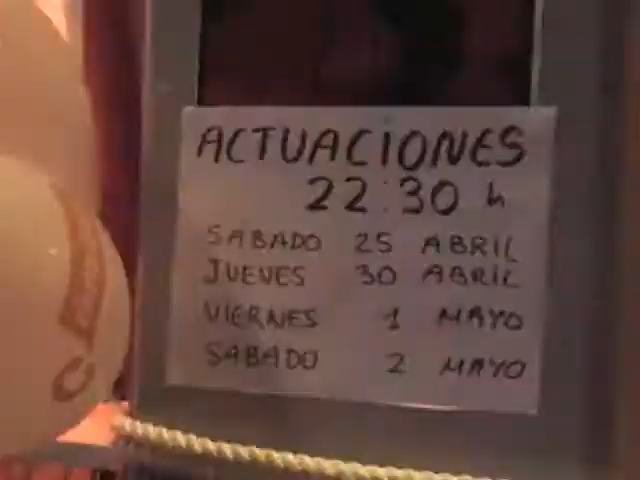 ACTUACIONES
22:30 h
SABADO 25 ABRIL
JUEVES 30 ABRIL
VIERNES 1 MAYO
SABADO 2 MAYO